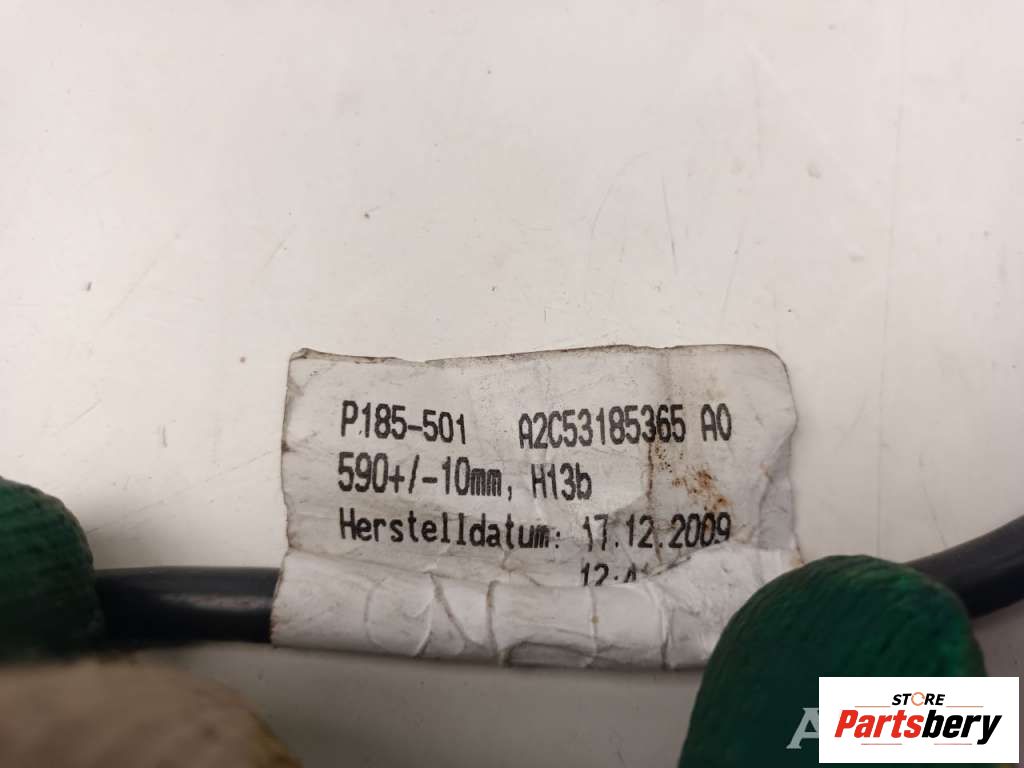 P185-501 A2C53185365 A0
590+/-10mm, H13b
Herstelldatum: 17.12.2009
STORE
Partsbery